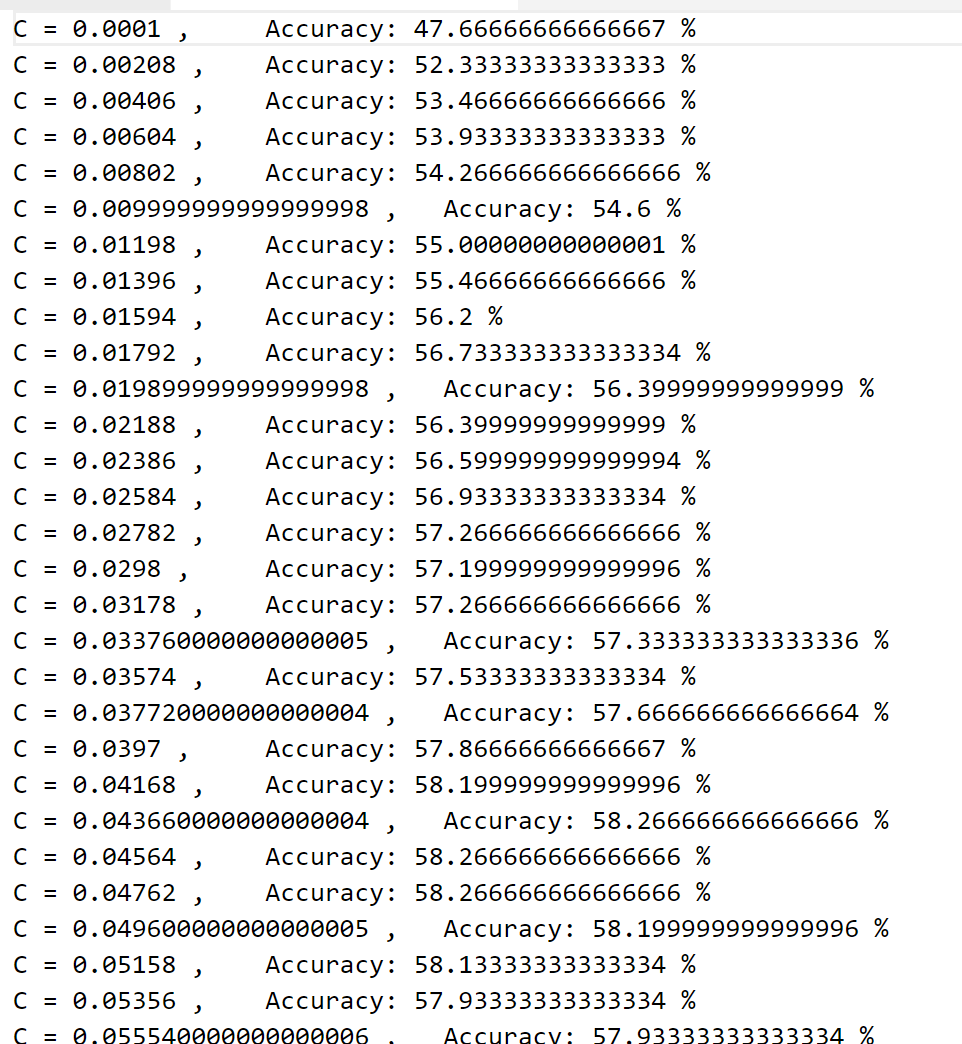 C = 0.0001 ,     Accuracy: 47.66666666666667 %
C = 0.00208 ,    Accuracy: 52.33333333333333 %
C = 0.00406 ,    Accuracy: 53.46666666666666 %
C = 0.00604 ,    Accuracy: 53.93333333333333 %
C = 0.00802 ,    Accuracy: 54.266666666666666 %
C = 0.009999999999999998 ,   Accuracy: 54.6 %
C = 0.01198 ,    Accuracy: 55.00000000000001 %
C = 0.01396 ,    Accuracy: 55.46666666666666 %
C = 0.01594 ,    Accuracy: 56.2 %
C = 0.01792 ,    Accuracy: 56.733333333333334 %
C = 0.019899999999999998 ,   Accuracy: 56.39999999999999 %
C = 0.02188 ,    Accuracy: 56.39999999999999 %
C = 0.02386 ,    Accuracy: 56.599999999999994 %
C = 0.02584 ,    Accuracy: 56.93333333333334 %
C = 0.02782 ,    Accuracy: 57.266666666666666 %
C = 0.0298 ,     Accuracy: 57.199999999999996 %
C = 0.03178 ,    Accuracy: 57.266666666666666 %
C = 0.033760000000000005 ,   Accuracy: 57.333333333333336 %
C = 0.03574 ,    Accuracy: 57.53333333333334 %
C = 0.037720000000000004 ,   Accuracy: 57.666666666666664 %
C = 0.0397 ,     Accuracy: 57.86666666666667 %
C = 0.04168 ,    Accuracy: 58.199999999999996 %
C = 0.043660000000000004 ,   Accuracy: 58.266666666666666 %
C = 0.04564 ,    Accuracy: 58.266666666666666 %
C = 0.04762 ,    Accuracy: 58.266666666666666 %
C = 0.049600000000000005 ,   Accuracy: 58.199999999999996 %
C = 0.05158 ,    Accuracy: 58.13333333333334 %
C = 0.05356 ,    Accuracy: 57.93333333333334 %
C = 0.055540000000000006 ,   Accuracy: 57.93333333333334 %